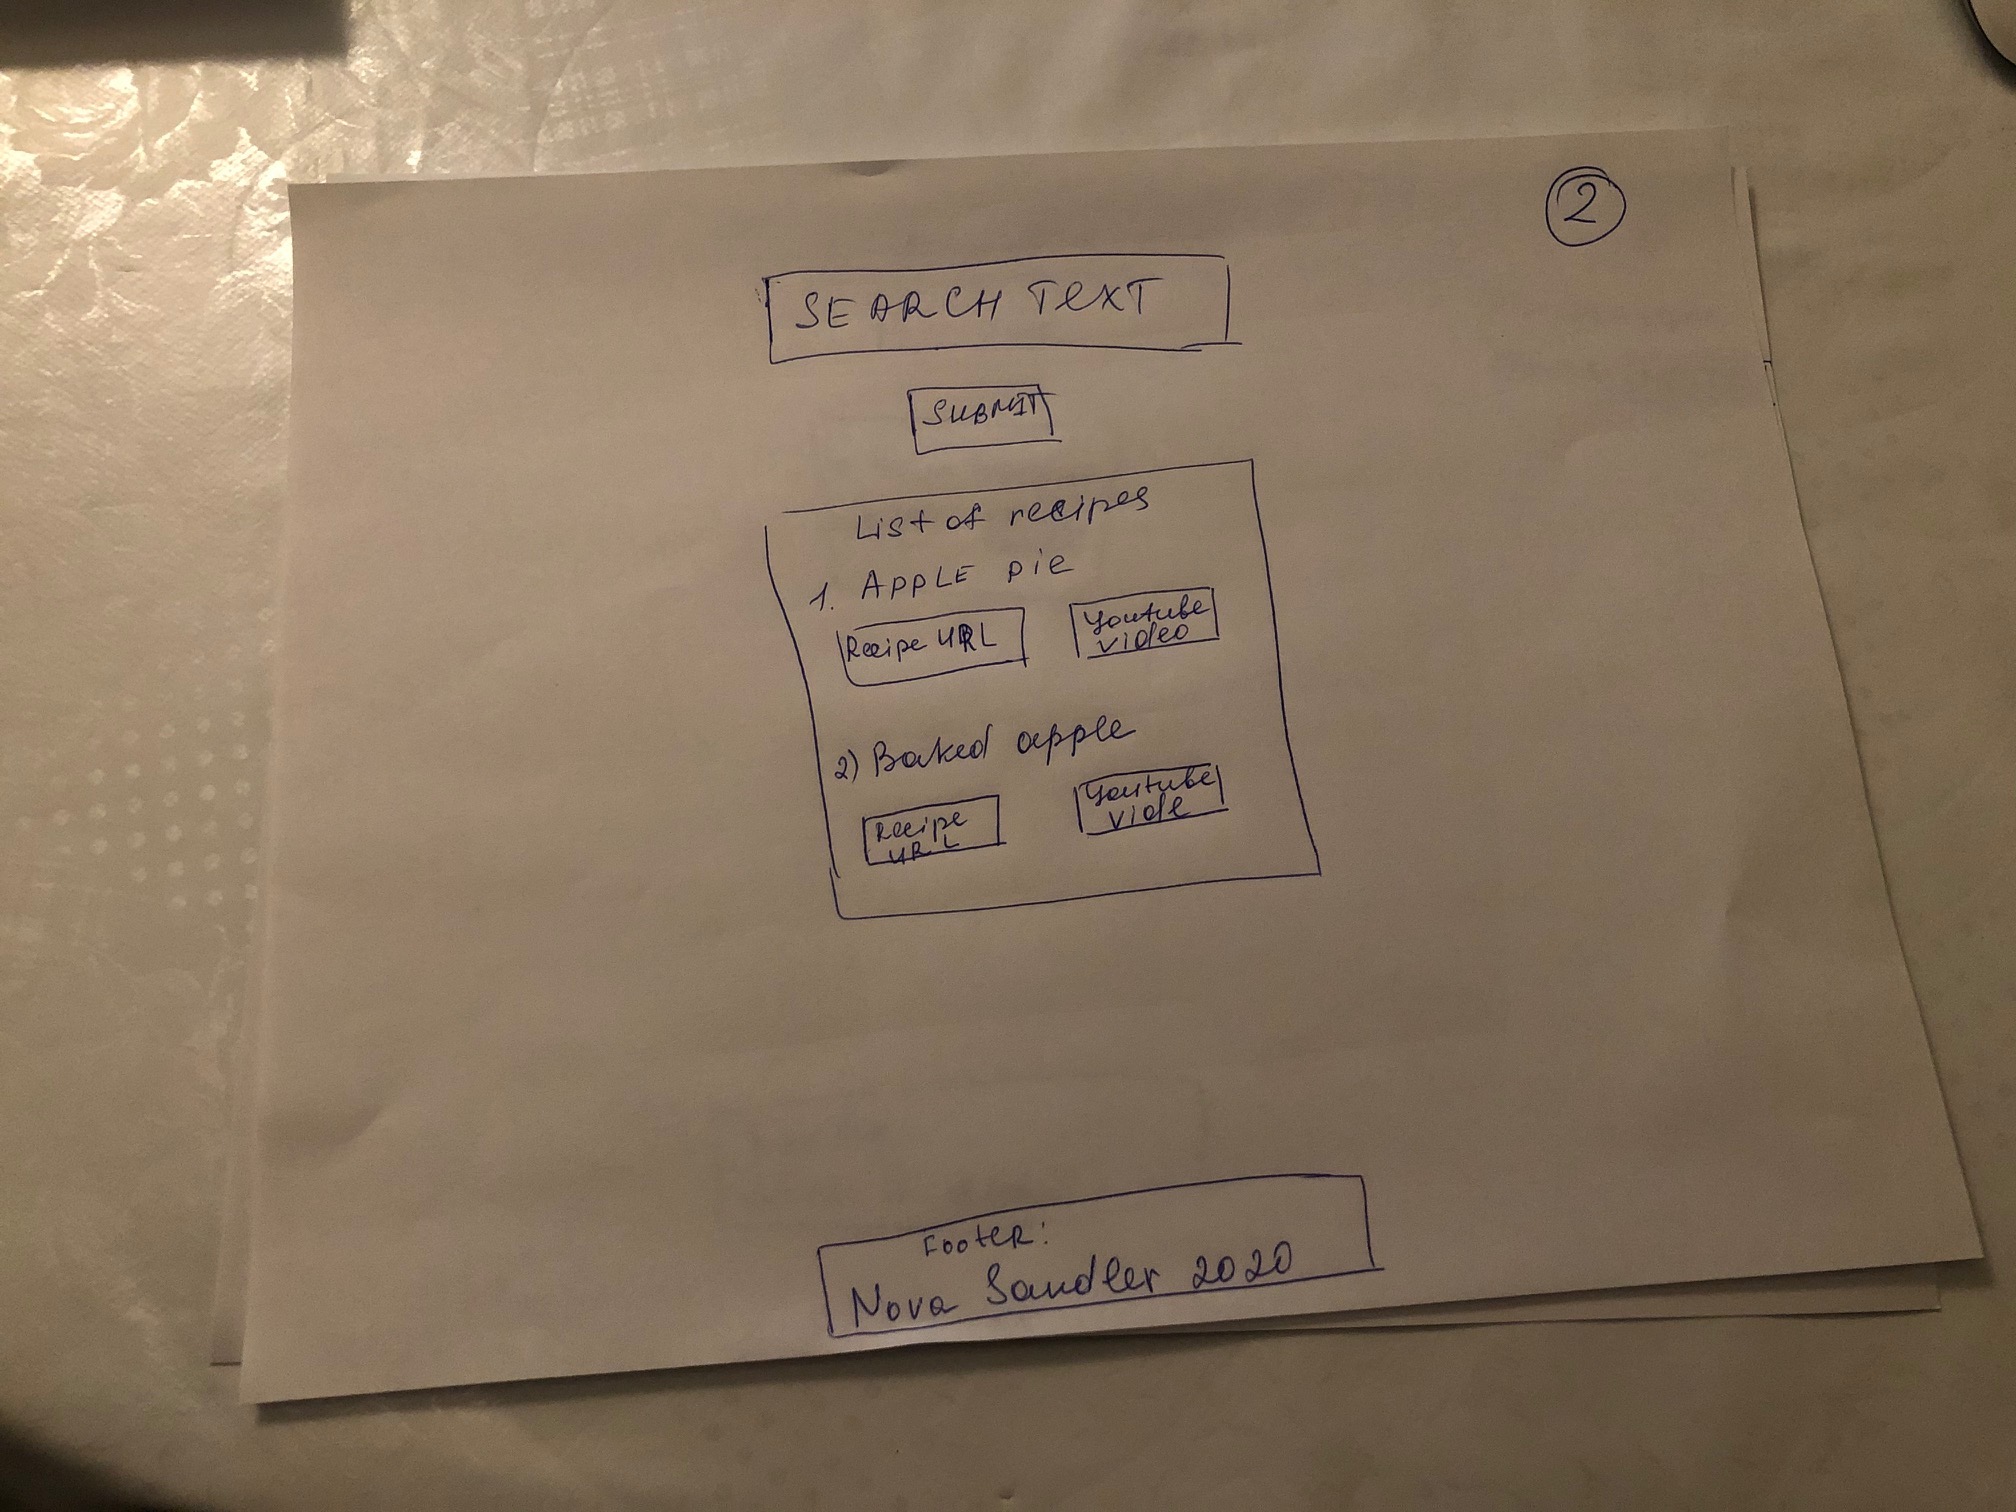 2
SEARCH TEXT
SUBMIT
List of recipes
1. APPLE pie
Recipe URL
Youtube
video
2) Baked apple
Recipe
URL
Youtube
vide
Footer:
Nova Sandler 2020